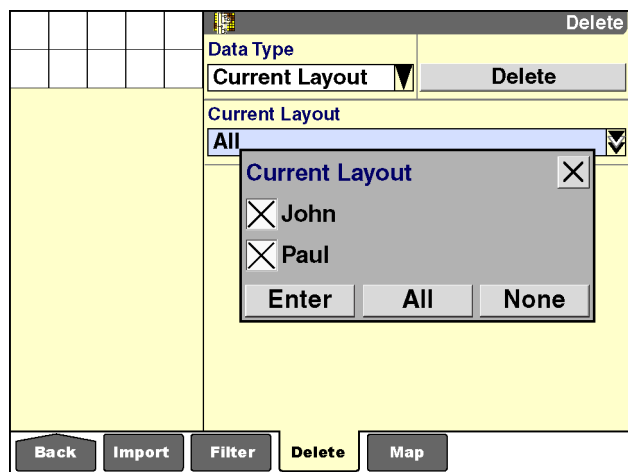 Delete
Data Type
Current Layout
Delete
Current Layout
All
Current Layout
John
Paul
Enter All None
Back Import Filter Delete Map